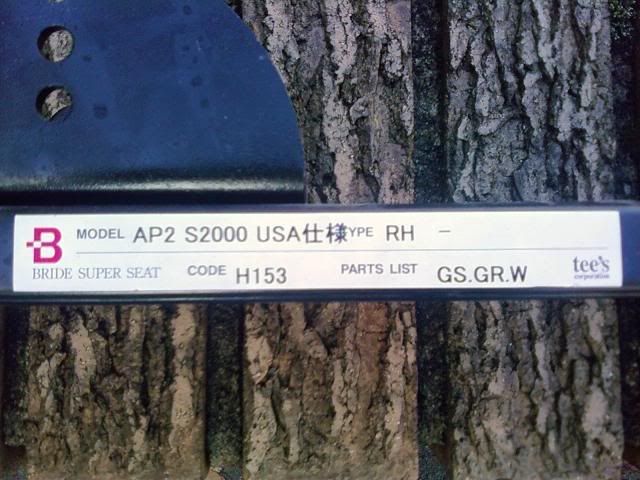 B MODEL AP2 S2000 USA仕様 YPE RH -
BRIDE SUPER SEAT CODE H153 PARTS LIST GS.GR.W tee's
corporation